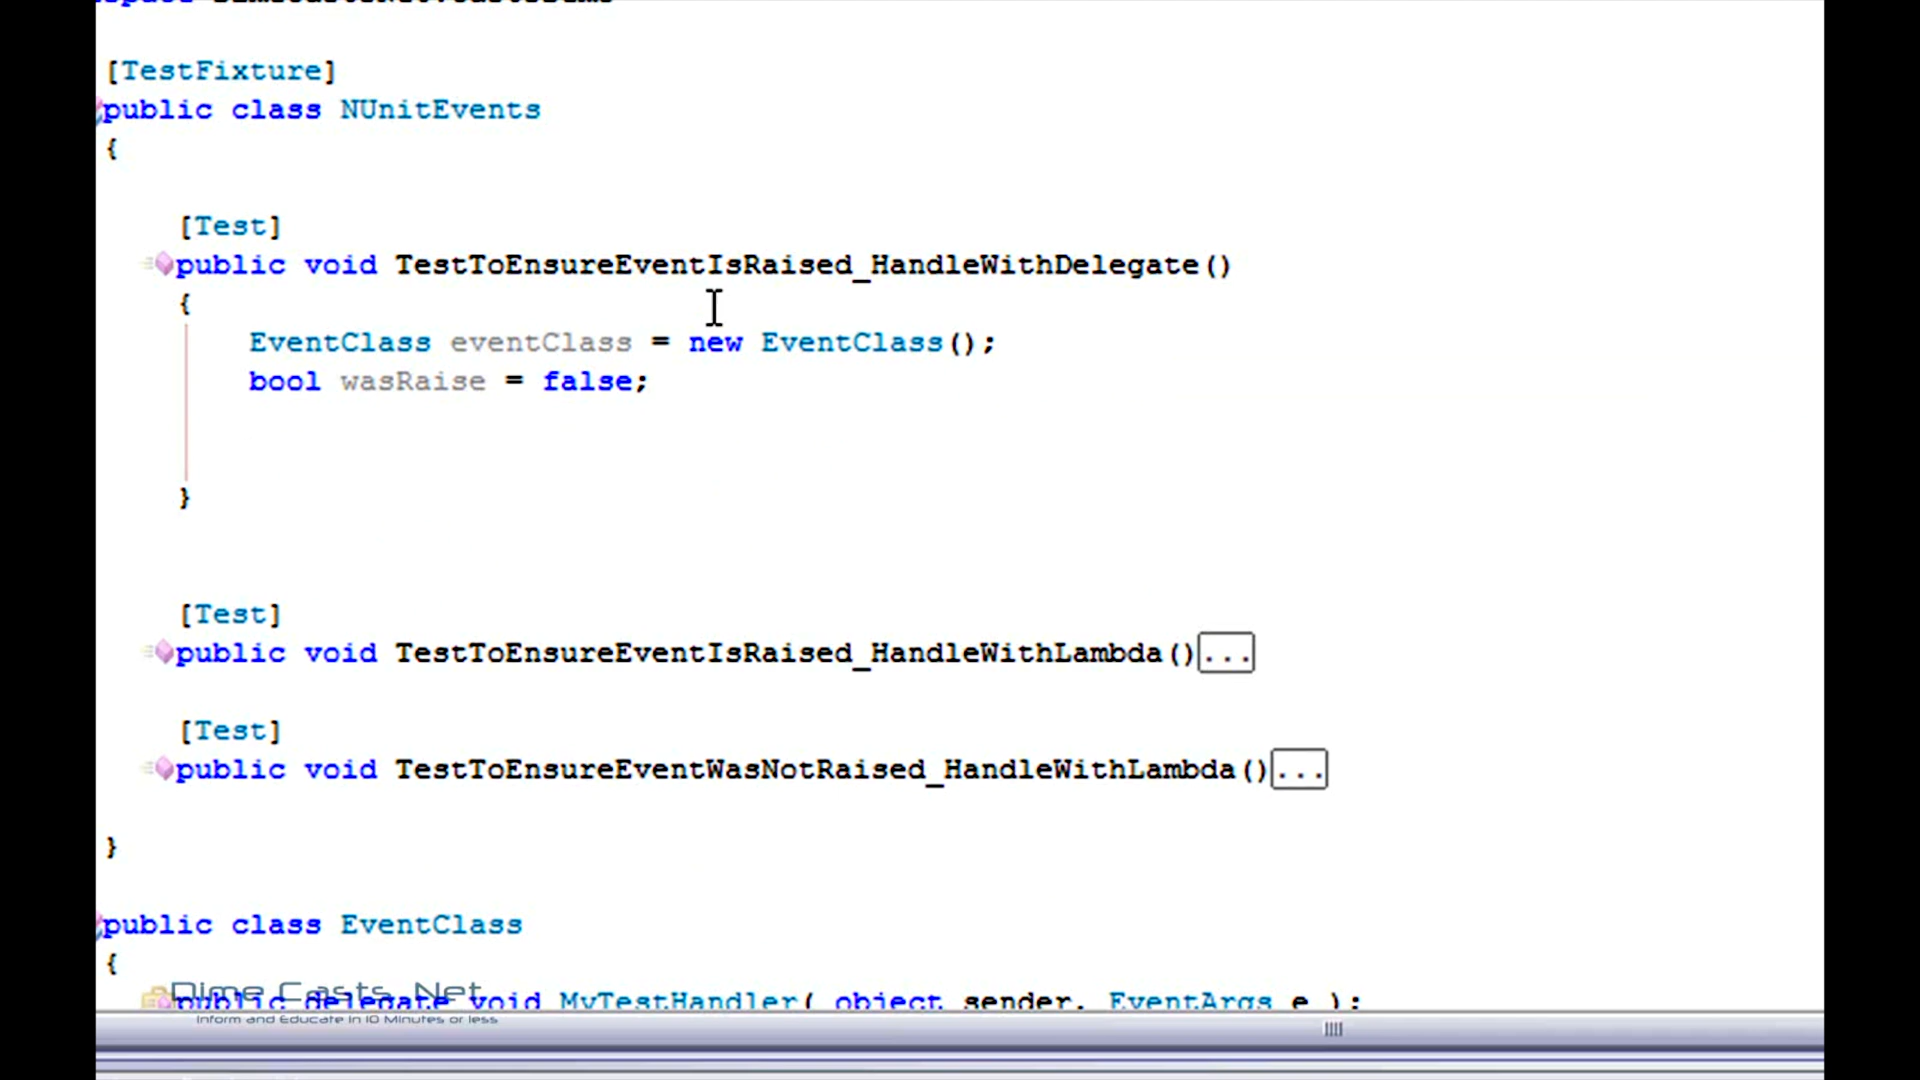 [TestFixture]
public class NUnitEvents
{
[Test]
public void TestToEnsureEventIsRaised_HandleWithDelegate()
{
EventClass eventClass = new EventClass();
bool wasRaise = false;
}
[Test]
public void TestToEnsureEventIsRaised_HandleWithLambda()...
[Test]
public void TestToEnsureEventWasNotRaised_HandleWithLambda()...
}
public class EventClass
{
public delegate void MyTestHandler( object sender, EventArgs e );
Dime Casts.Net
Inform and Educate in 10 Minutes or less